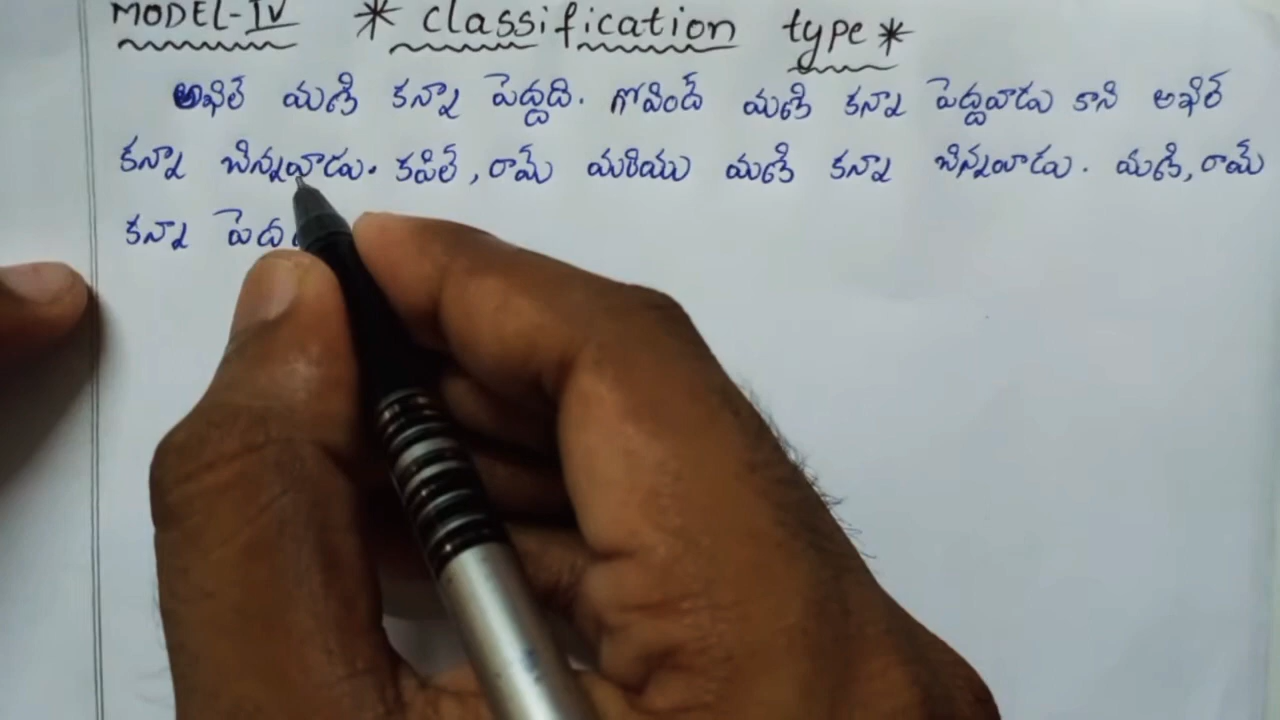 MODEL-IV * classification type *
అఖిల్ మణి కన్నా పెద్దది. గోవింద్ మణి కన్నా పెద్దవాడు కాని అఖిల్
కన్నా చిన్నవాడు. కపిల్, రామ్ మరియు మణి కన్నా చిన్నవాడు. మణి, రామ్
కన్నా